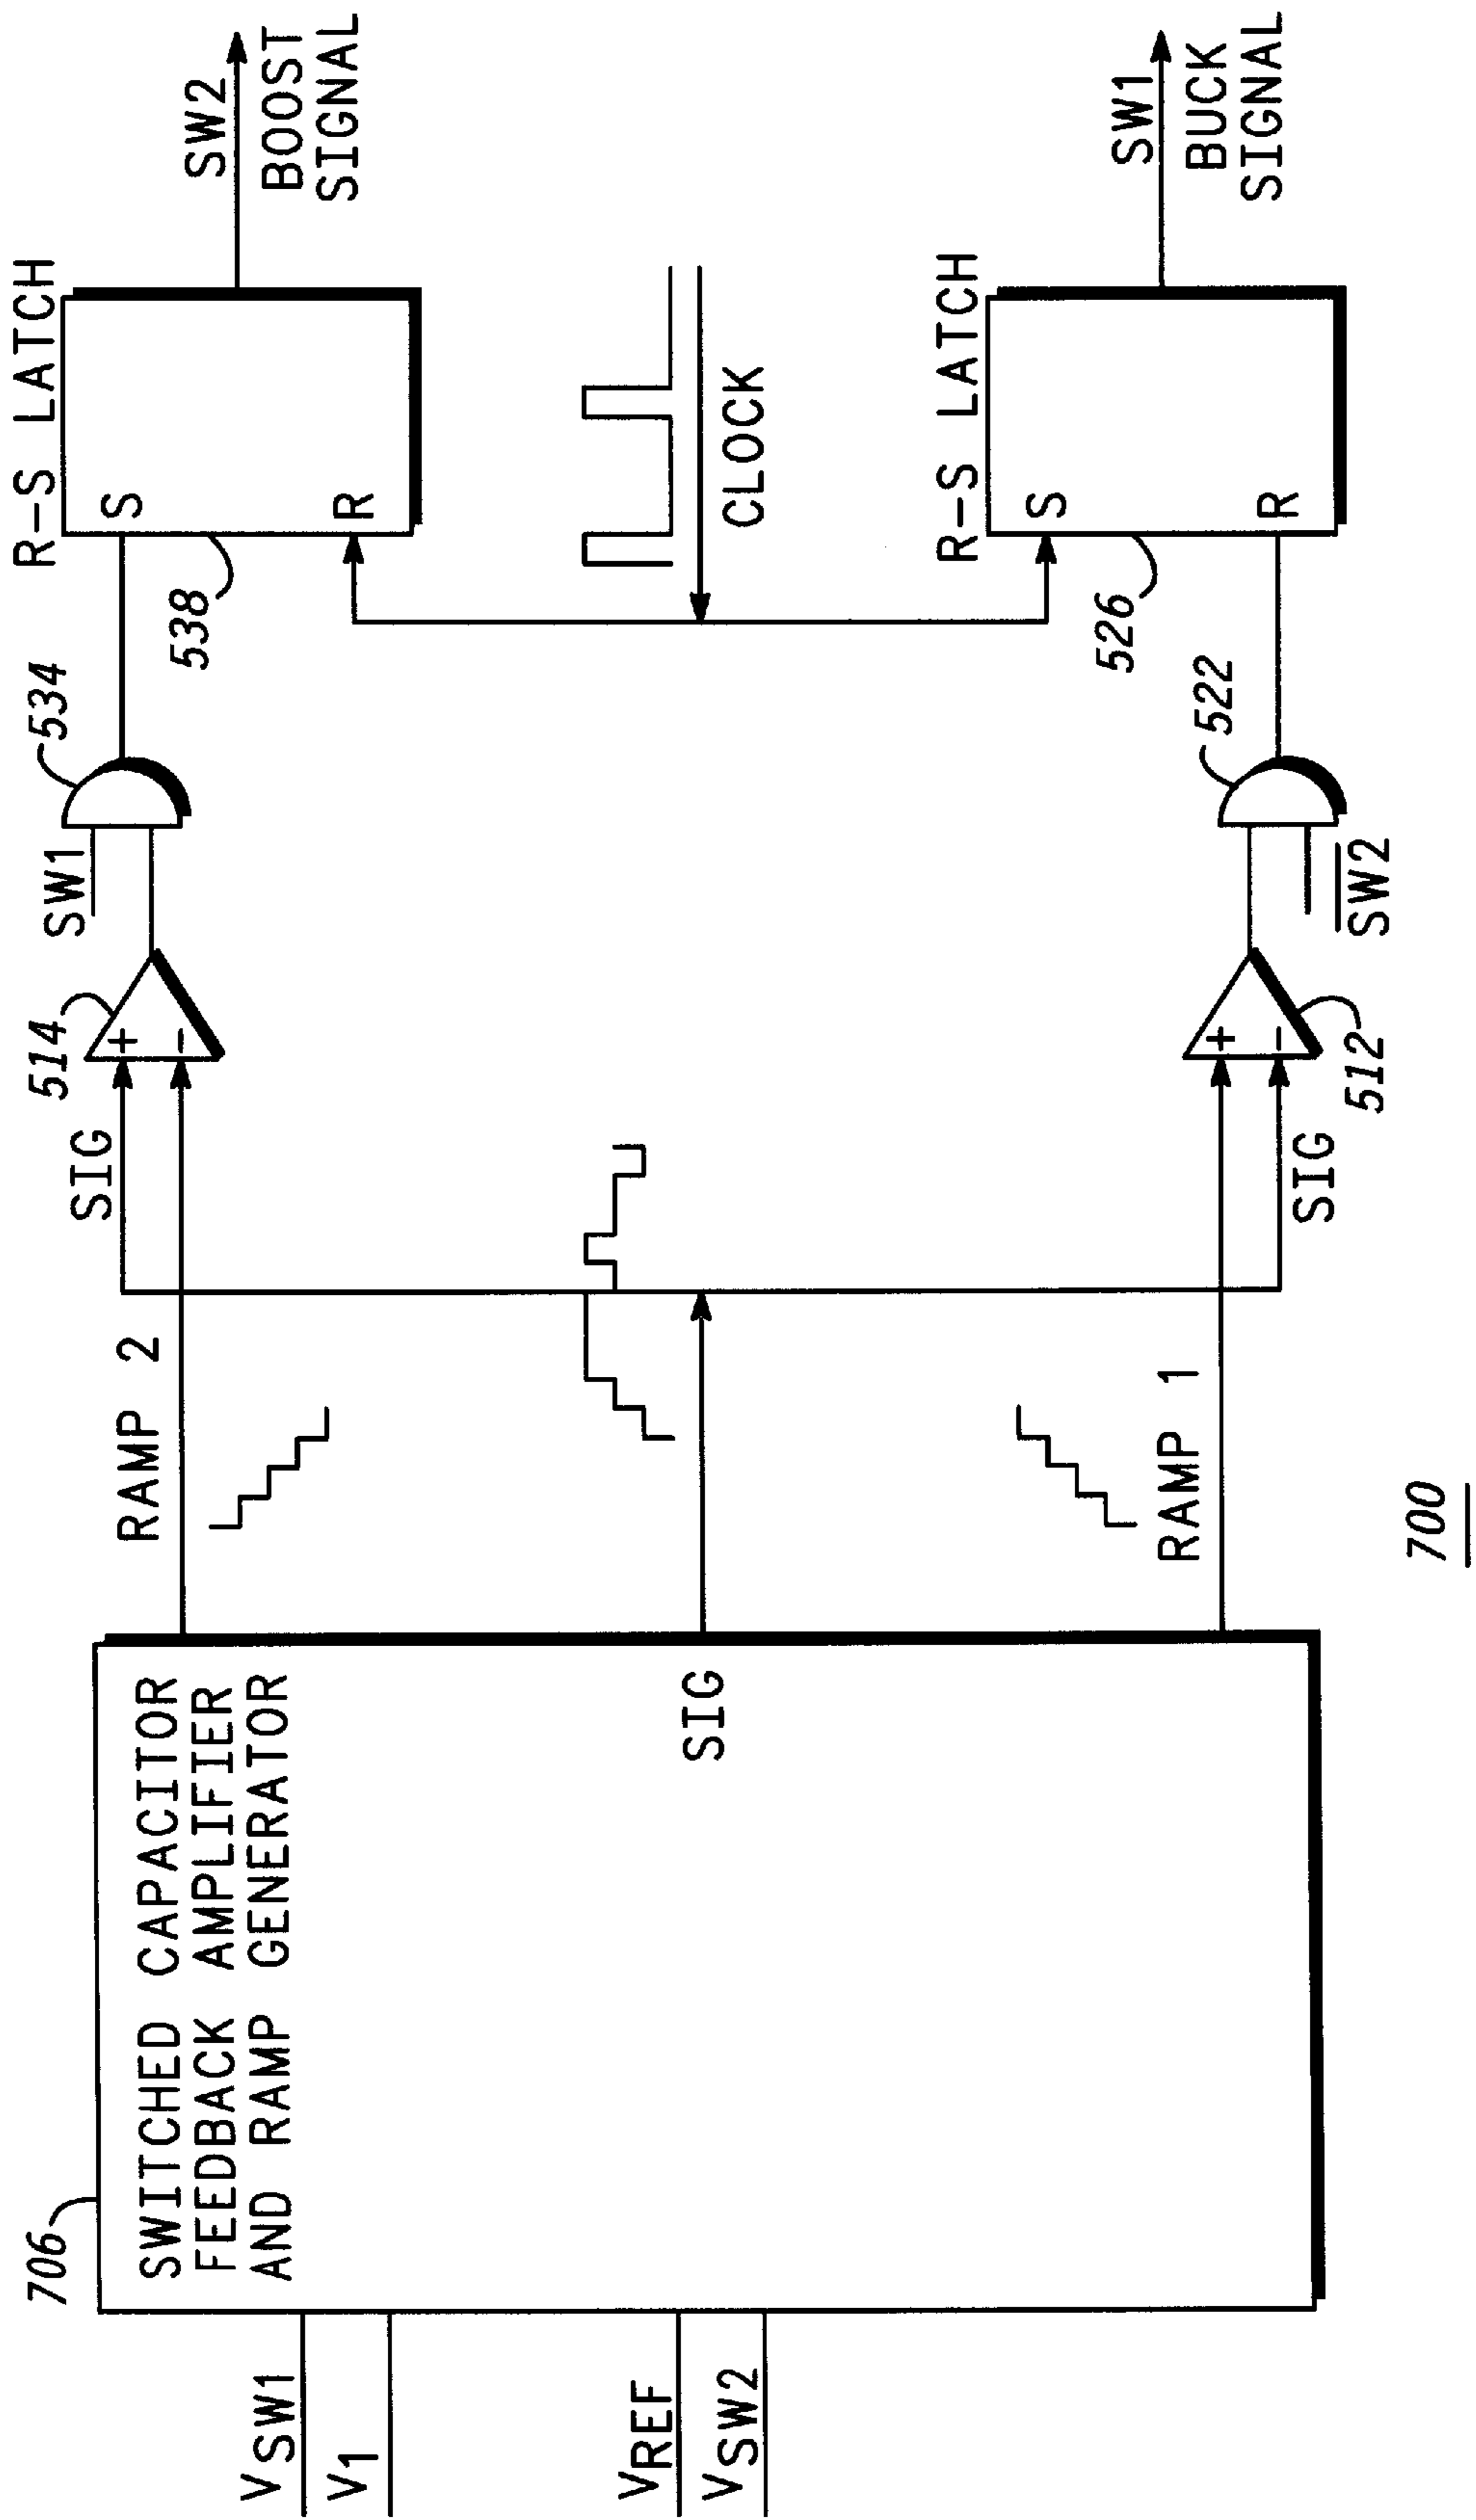 706
SWITCHED CAPACITOR
FEEDBACK AMPLIFIER
AND RAMP GENERATOR
VSW1
V1
VREF
VSW2
SIG
RAMP 2
SIG
514
+
-
SW1
534
R-S LATCH
S
R
538
SW2
BOOST
SIGNAL
CLOCK
RAMP 1
SIG
+
-
512
SW2
522
R-S LATCH
S
R
526
SW1
BUCK
SIGNAL
700